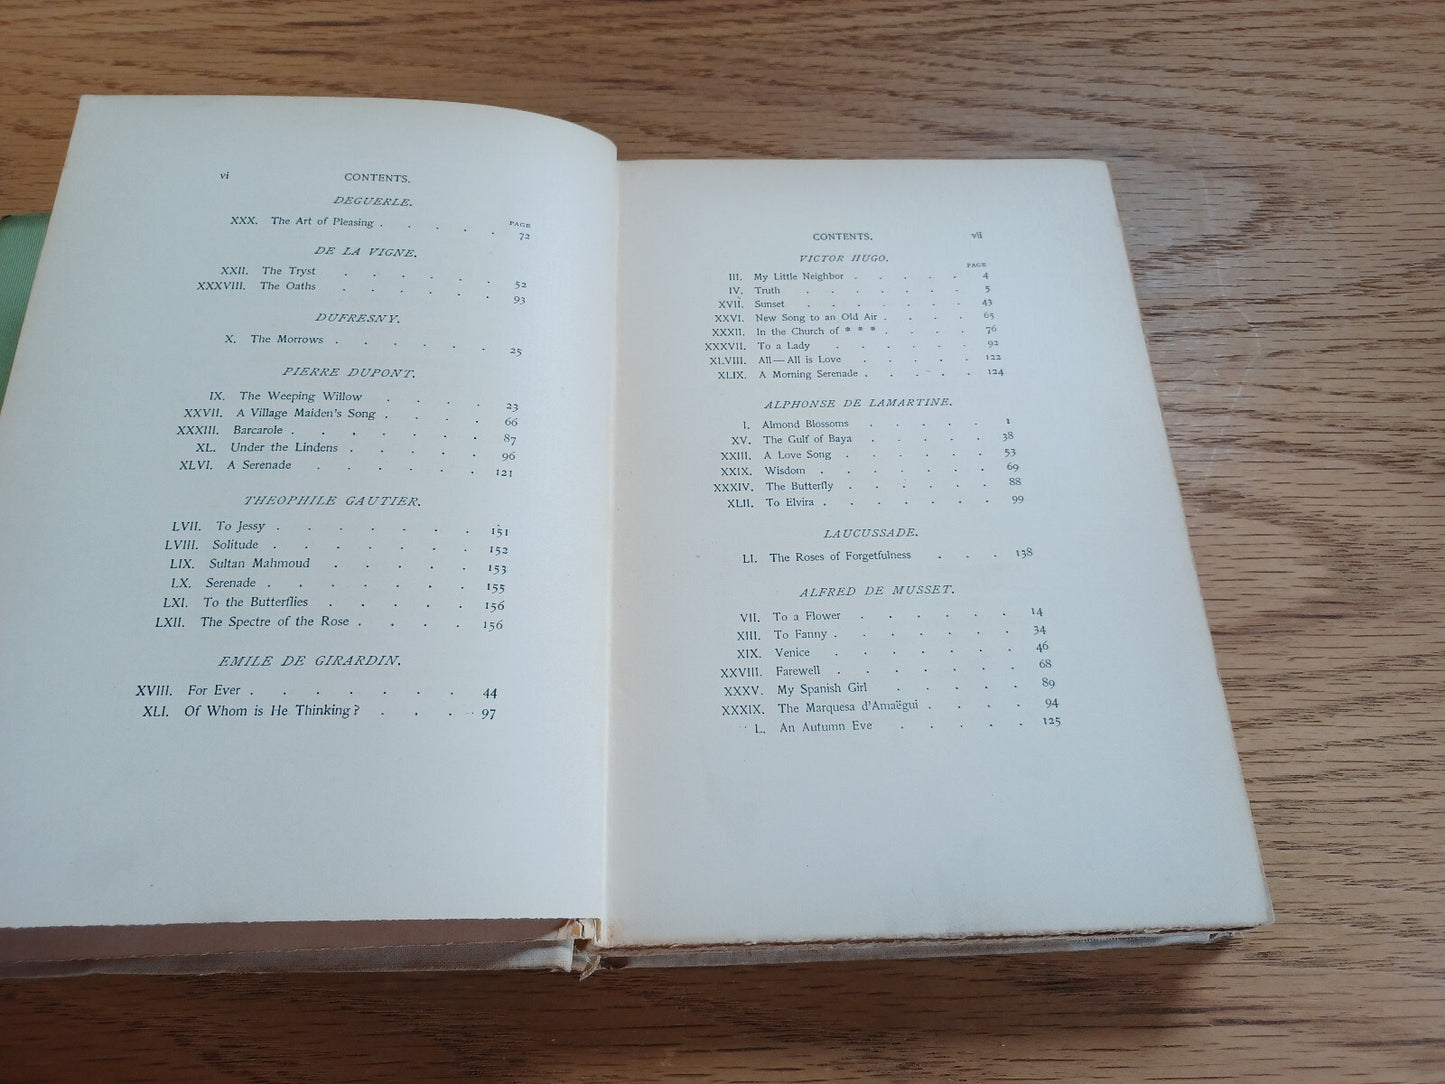 vi CONTENTS.
DEGUERLE.
PAGE
XXX. The Art of Pleasing . . . . . 72
DE LA VIGNE.
XXII. The Tryst . . . . . 52
XXXVIII. The Oaths . . . . . 93
DUFRESNY.
X. The Morrows . . . . . 25
PIERRE DUPONT.
IX. The Weeping Willow . . . . 23
XXVII. A Village Maiden's Song . . . . 66
XXXIII. Barcarole . . . . . . 87
XL. Under the Lindens . . . . . 96
XLVI. A Serenade . . . . . 121
THEOPHILE GAUTIER.
LVII. To Jessy . . . . . . . 151
LVIII. Solitude . . . . . . . 152
LIX. Sultan Mahmoud . . . . . 153
LX. Serenade . . . . . . 155
LXI. To the Butterflies . . . . . 156
LXII. The Spectre of the Rose . . . . 156
EMILE DE GIRARDIN.
XVIII. For Ever . . . . . . . 44
XLI. Of Whom is He Thinking ? . . . . 97
CONTENTS. vii
VICTOR HUGO.
PAGE
III. My Little Neighbor . . . . . 4
IV. Truth . . . . . . 5
XVII. Sunset . . . . . . . 43
XXVI. New Song to an Old Air . . . . 65
XXXII. In the Church of * * * . . . . 76
XXXVII. To a Lady . . . . . 92
XLVIII. All—All is Love . . . . . 122
XLIX. A Morning Serenade . . . . . 124
ALPHONSE DE LAMARTINE.
I. Almond Blossoms . . . . . 1
XV. The Gulf of Baya . . . . . 38
XXIII. A Love Song . . . . . . 53
XXIX. Wisdom . . . . . . . 69
XXXIV. The Butterfly . . . . . . 88
XLII. To Elvira . . . . . . . 99
LAUCUSSADE.
LI. The Roses of Forgetfulness . . . 138
ALFRED DE MUSSET.
VII. To a Flower . . . . . . 14
XIII. To Fanny . . . . . . . 34
XIX. Venice . . . . . . . 46
XXVIII. Farewell . . . . . . . 68
XXXV. My Spanish Girl . . . . . 89
XXXIX. The Marquesa d'Amaëgui . . . . 94
L. An Autumn Eve . . . . . 125